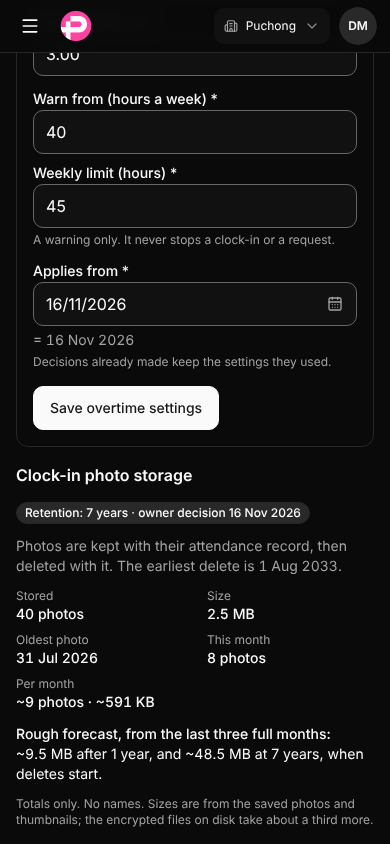 Puchong
DM
3.00
Warn from (hours a week) *
40
Weekly limit (hours) *
45
A warning only. It never stops a clock-in or a request.
Applies from *
16/11/2026
= 16 Nov 2026
Decisions already made keep the settings they used.
Save overtime settings
Clock-in photo storage
Retention: 7 years · owner decision 16 Nov 2026
Photos are kept with their attendance record, then
deleted with it. The earliest delete is 1 Aug 2033.
Stored
Size
40 photos
2.5 MB
Oldest photo
This month
31 Jul 2026
8 photos
Per month
~9 photos · ~591 KB
Rough forecast, from the last three full months:
~9.5 MB after 1 year, and ~48.5 MB at 7 years, when
deletes start.
Totals only. No names. Sizes are from the saved photos and
thumbnails; the encrypted files on disk take about a third more.